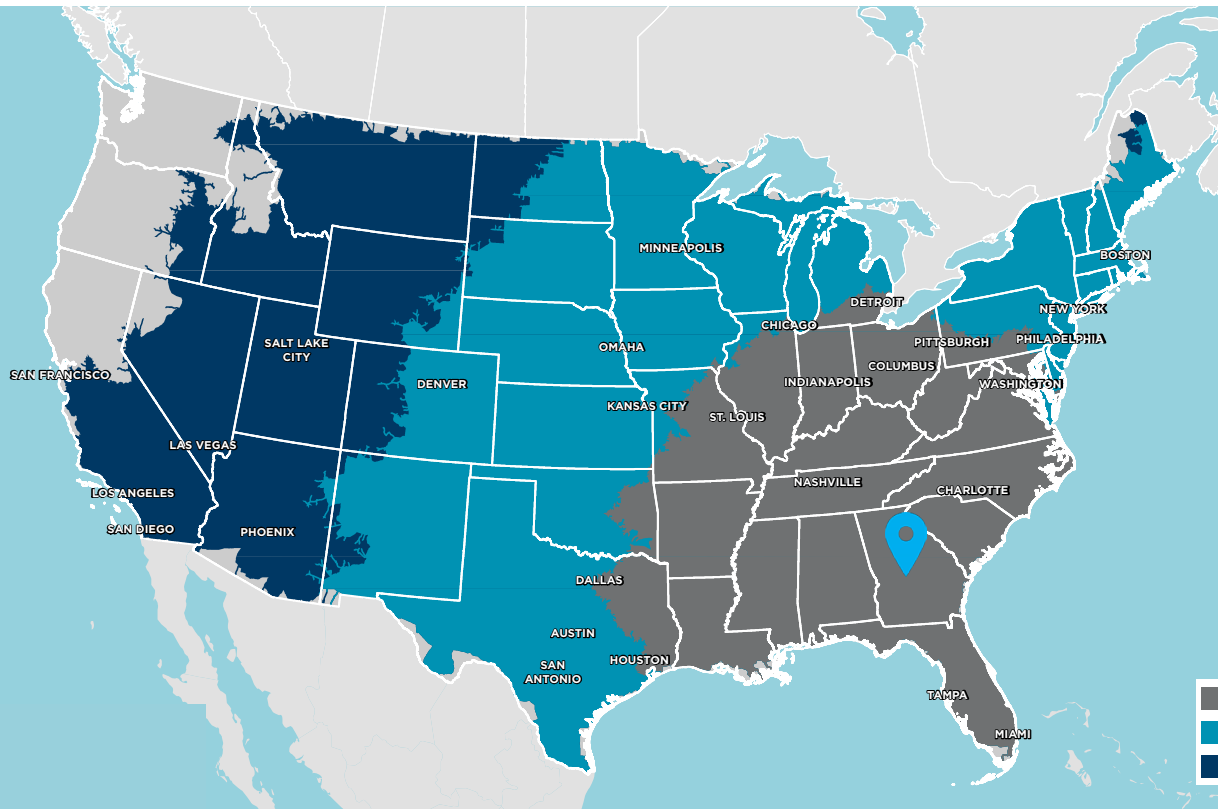 MINNEAPOLIS
BOSTON
DETROIT
NEW YORK
CHICAGO
PITTSBURGH
PHILADELPHIA
SALT LAKE
CITY
OMAHA
COLUMBUS
SAN FRANCISCO
DENVER
INDIANAPOLIS
WASHINGTON
KANSAS CITY
ST. LOUIS
LAS VEGAS
NASHVILLE
CHARLOTTE
LOS ANGELES
SAN DIEGO
PHOENIX
DALLAS
AUSTIN
HOUSTON
SAN
ANTONIO
TAMPA
MIAMI